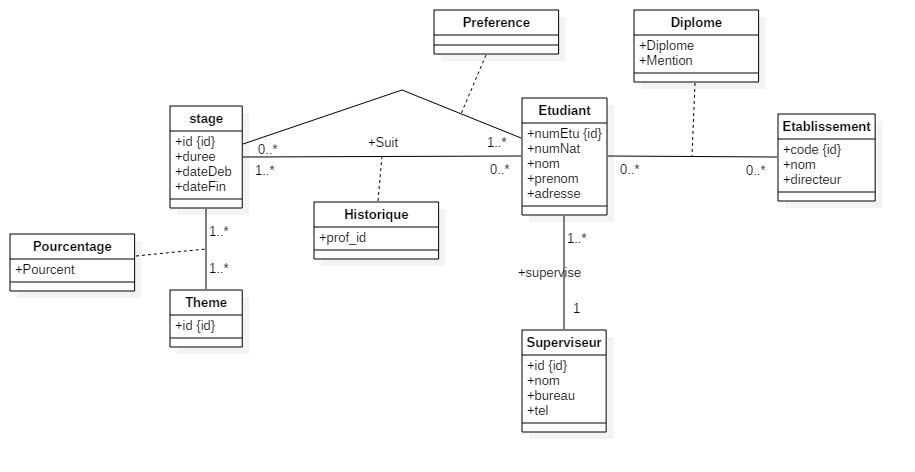 Preference
Diplome
+Diplome
+Mention
stage
+id {id}
+duree
+dateDeb
+dateFin
0..*
+Suit
1..*
1..*
0..*
Etudiant
+numEtu {id}
+numNat
+nom
+prenom
+adresse
0..*
0..*
Etablissement
+code {id}
+nom
+directeur
Historique
+prof_id
Pourcentage
+Pourcent
1..*
1..*
Theme
+id {id}
1..*
+supervise
1
Superviseur
+id {id}
+nom
+bureau
+tel